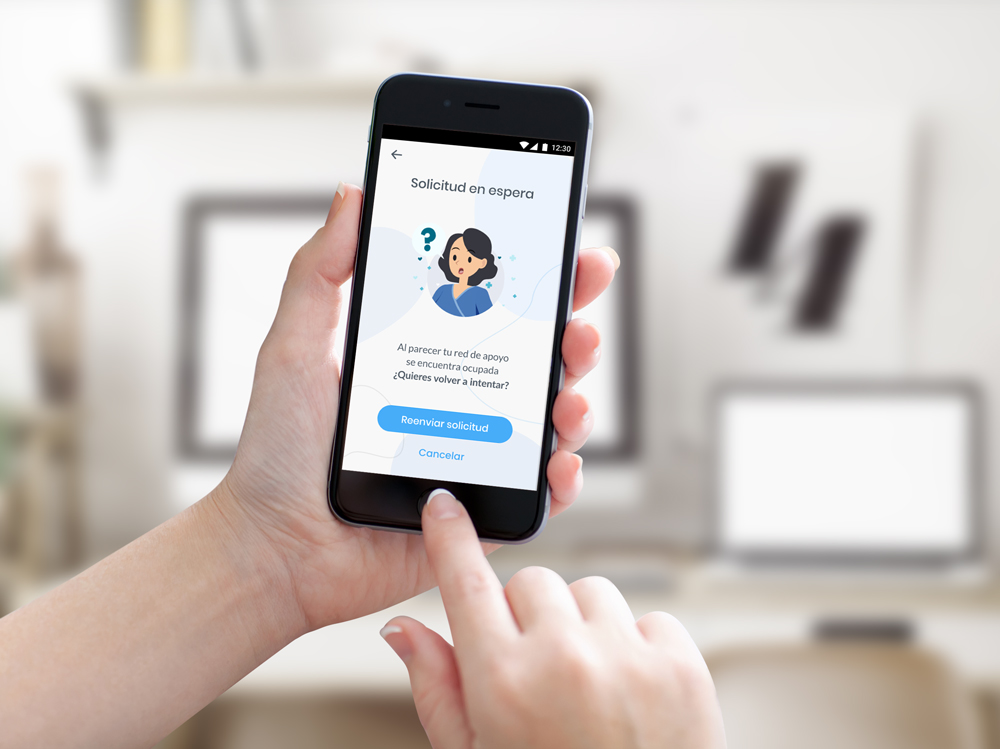 12:30
Solicitud en espera
?
Al parecer tu red de apoyo
se encuentra ocupada
¿Quieres volver a intentar?
Reenviar solicitud
Cancelar